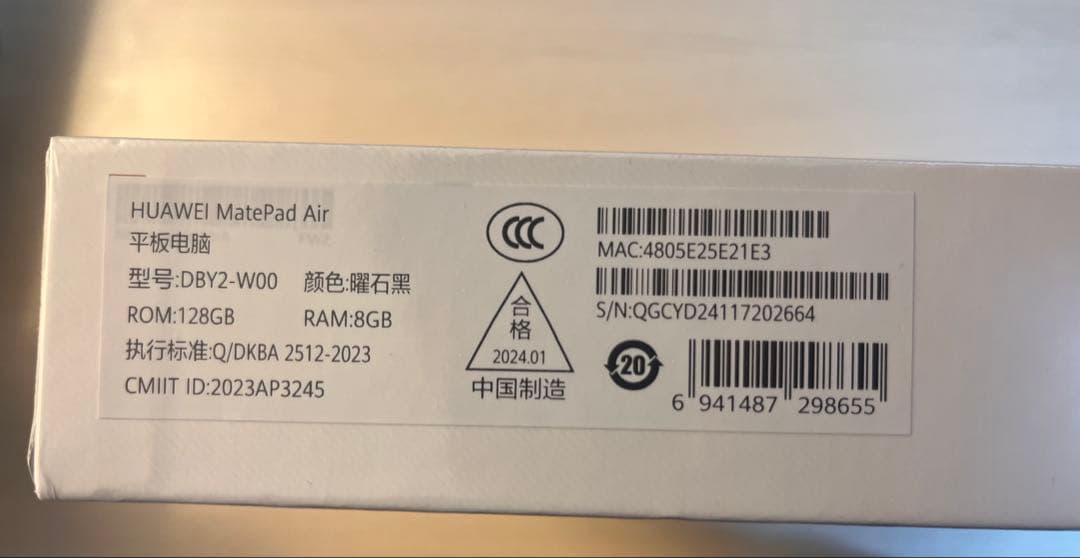 HUAWEI MatePad Air
平板电脑
型号:DBY2-W00 颜色:曜石黑
ROM:128GB RAM:8GB
执行标准:Q/DKBA 2512-2023
CMIIT ID:2023AP3245
CCC
合
格
2024.01
中国制造
MAC:4805E25E21E3
S/N:QGCYD24117202664
20
6 941487 298655